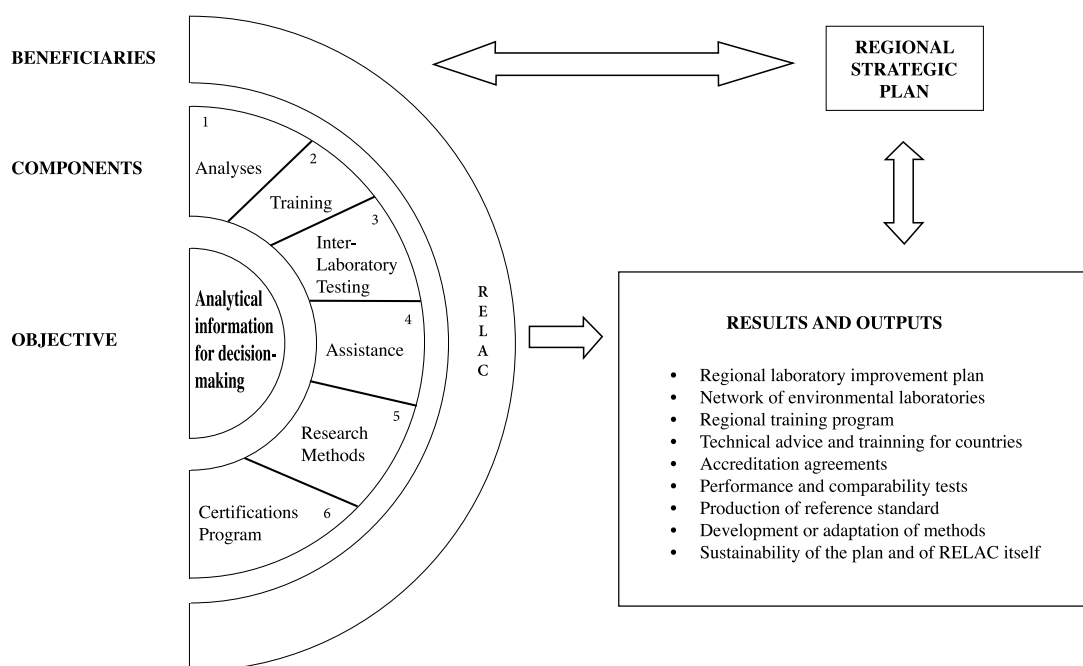 BENEFICIARIES
REGIONAL
STRATEGIC
PLAN
COMPONENTS
1
Analyses
2
Training
3
Inter-
Laboratory
Testing
OBJECTIVE
Analytical
information
for decision-
making
4
Assistance
5
Research
Methods
6
Certifications
Program
R
E
L
A
C
RESULTS AND OUTPUTS
• Regional laboratory improvement plan
• Network of environmental laboratories
• Regional training program
• Technical advice and trainning for countries
• Accreditation agreements
• Performance and comparability tests
• Production of reference standard
• Development or adaptation of methods
• Sustainability of the plan and of RELAC itself